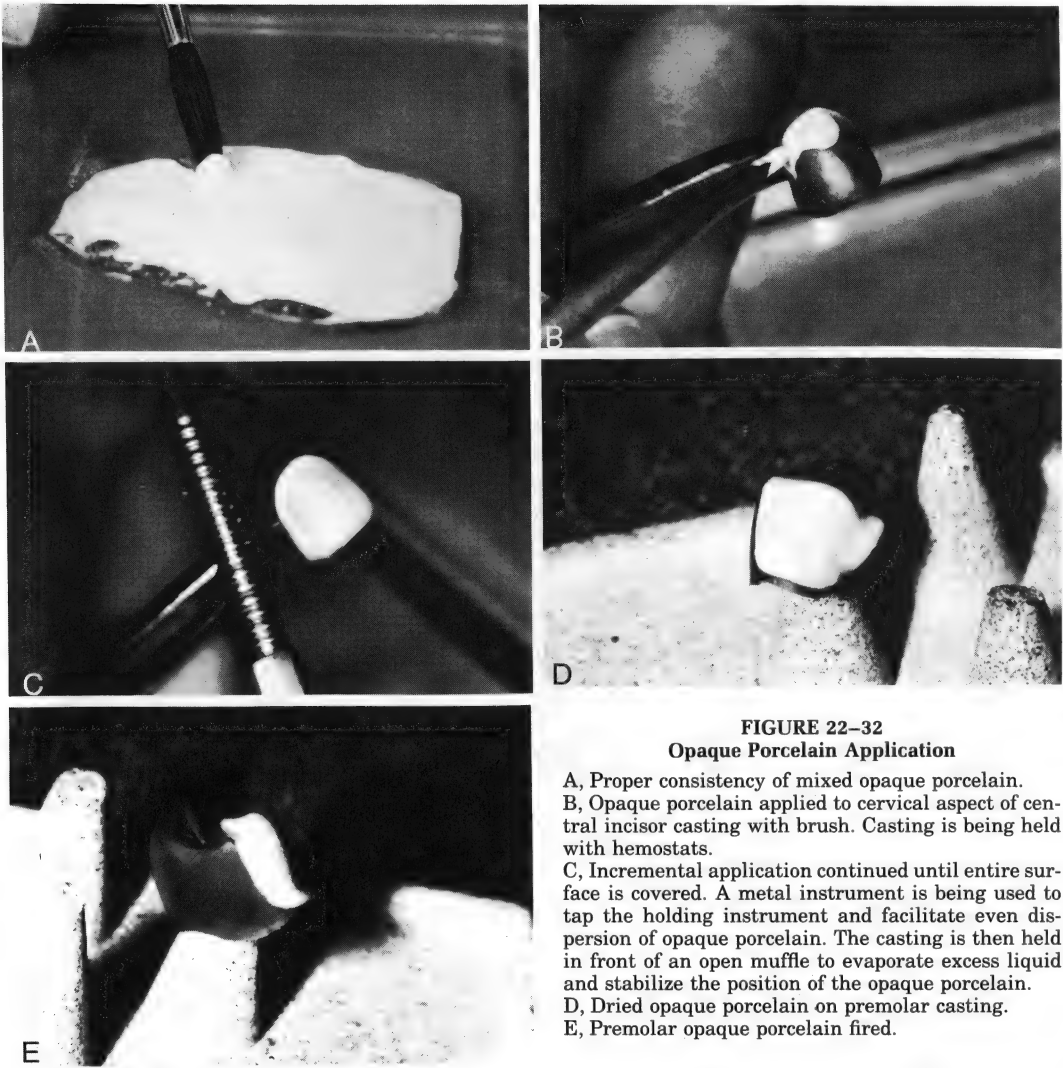 A
B
C
D
E
FIGURE 22–32
Opaque Porcelain Application
A, Proper consistency of mixed opaque porcelain.
B, Opaque porcelain applied to cervical aspect of cen-
tral incisor casting with brush. Casting is being held
with hemostats.
C, Incremental application continued until entire sur-
face is covered. A metal instrument is being used to
tap the holding instrument and facilitate even dis-
persion of opaque porcelain. The casting is then held
in front of an open muffle to evaporate excess liquid
and stabilize the position of the opaque porcelain.
D, Dried opaque porcelain on premolar casting.
E, Premolar opaque porcelain fired.